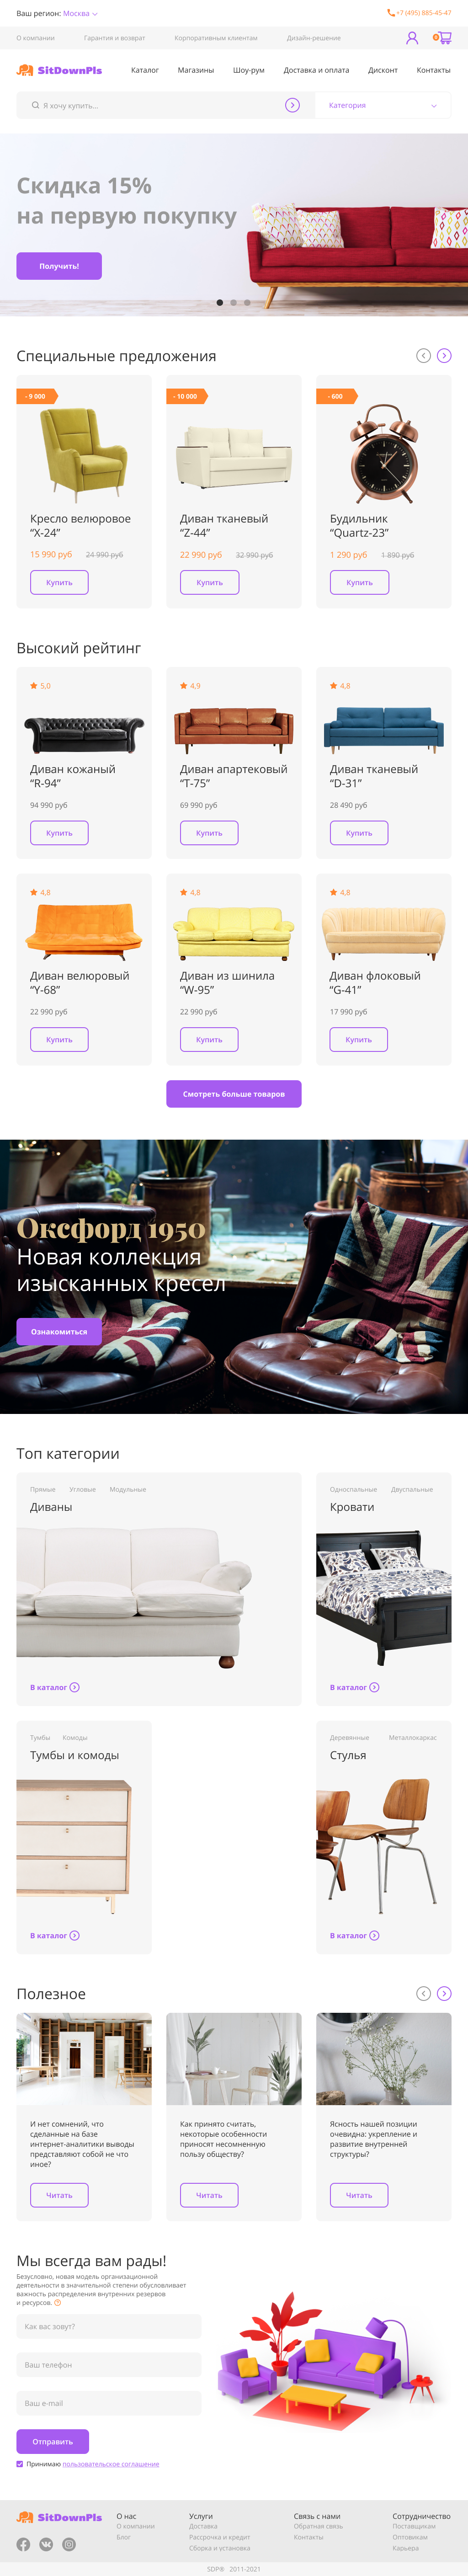 Ваш регион: Москва
+7 (495) 885-45-47
О компании
Гарантия и возврат
Корпоративным клиентам
Дизайн-решение
0
SitDownPls
Каталог
Магазины
Шоу-рум
Доставка и оплата
Дисконт
Контакты
Я хочу купить...
Категория
Скидка 15%
на первую покупку
Получить!
Специальные предложения
- 9 000
Кресло велюровое
“X-24”
15 990 руб 24 990 руб
Купить
- 10 000
Диван тканевый
“Z-44”
22 990 руб 32 990 руб
Купить
- 600
Будильник
“Quartz-23”
1 290 руб 1 890 руб
Купить
Высокий рейтинг
5,0
Диван кожаный
“R-94”
94 990 руб
Купить
4,9
Диван апартековый
“T-75”
69 990 руб
Купить
4,8
Диван тканевый
“D-31”
28 490 руб
Купить
4,8
Диван велюровый
“Y-68”
22 990 руб
Купить
4,8
Диван из шинила
“W-95”
22 990 руб
Купить
4,8
Диван флоковый
“G-41”
17 990 руб
Купить
Смотреть больше товаров
Оксфорд 1950
Новая коллекция
изысканных кресел
Ознакомиться
Топ категории
Прямые Угловые Модульные
Диваны
В каталог
Односпальные Двуспальные
Кровати
В каталог
Тумбы Комоды
Тумбы и комоды
В каталог
Деревянные Металлокаркас
Стулья
В каталог
Полезное
И нет сомнений, что
сделанные на базе
интернет-аналитики выводы
представляют собой не что
иное?
Читать
Как принято считать,
некоторые особенности
приносят несомненную
пользу обществу?
Читать
Ясность нашей позиции
очевидна: укрепление и
развитие внутренней
структуры?
Читать
Мы всегда вам рады!
Безусловно, новая модель организационной
деятельности в значительной степени обусловливает
важность распределения внутренних резервов
и ресурсов. ?
Как вас зовут?
Ваш телефон
Ваш e-mail
Отправить
Принимаю пользовательское соглашение
SitDownPls
О нас
О компании
Блог
Услуги
Доставка
Рассрочка и кредит
Сборка и установка
Связь с нами
Обратная связь
Контакты
Сотрудничество
Поставщикам
Оптовикам
Карьера
SDP® 2011-2021